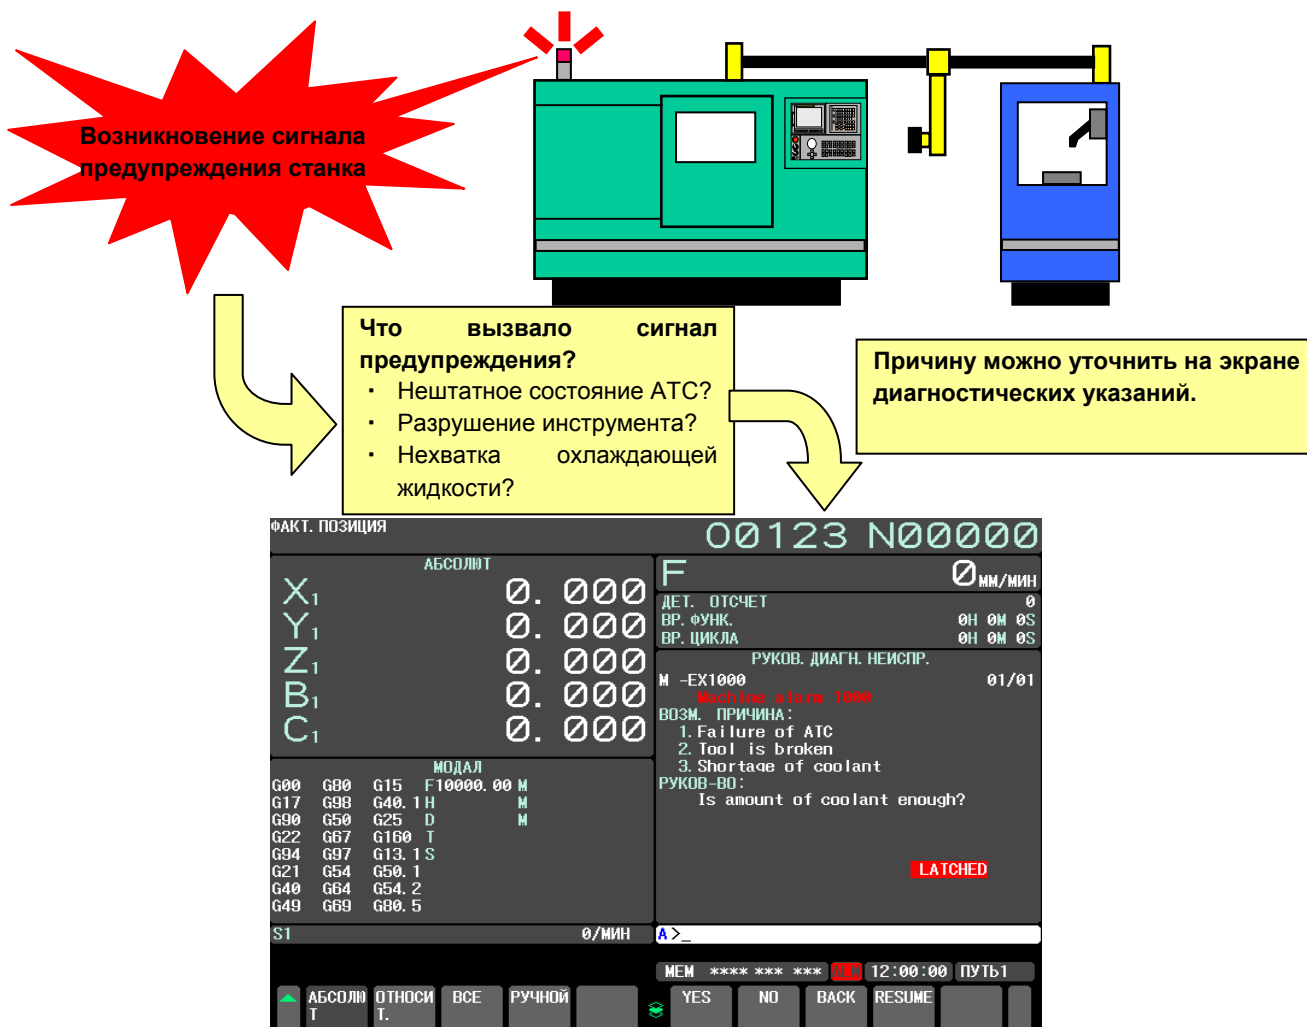 Возникновение сигнала
предупреждения станка
Что вызвало сигнал
предупреждения?
・ Нештатное состояние АТС?
・ Разрушение инструмента?
・ Нехватка охлаждающей
жидкости?
Причину можно уточнить на экране
диагностических указаний.
ФАКТ. ПОЗИЦИЯ
O0123 N00000
АБСОЛЮТ
X1 0. 000
Y1 0. 000
Z1 0. 000
B1 0. 000
C1 0. 000
F 0 ММ/МИН
ДЕТ. ОТСЧЕТ 0
ВР. ФУНК. 0H 0M 0S
ВР. ЦИКЛА 0H 0M 0S
РУКОВ. ДИАГН. НЕИСПР.
M -EX1000 01/01
Machine alarm 1000
ВОЗМ. ПРИЧИНА:
1. Failure of ATC
2. Tool is broken
3. Shortage of coolant
РУКОВ-ВО:
Is amount of coolant enough?
LATCHED
МОДАЛ
G00 G80 G15 F10000.00 M
G17 G98 G40.1 H M
G90 G50 G25 D M
G22 G67 G160 T
G94 G97 G13.1 S
G21 G54 G50.1
G40 G64 G54.2
G49 G69 G80.5
S1 0/МИН
A>_
MEM **** *** *** ALM 12:00:00 ПУТЬ1
АБСОЛЮ ОТНОСИ ВСЕ РУЧНОЙ YES NO BACK RESUME
Т Т.